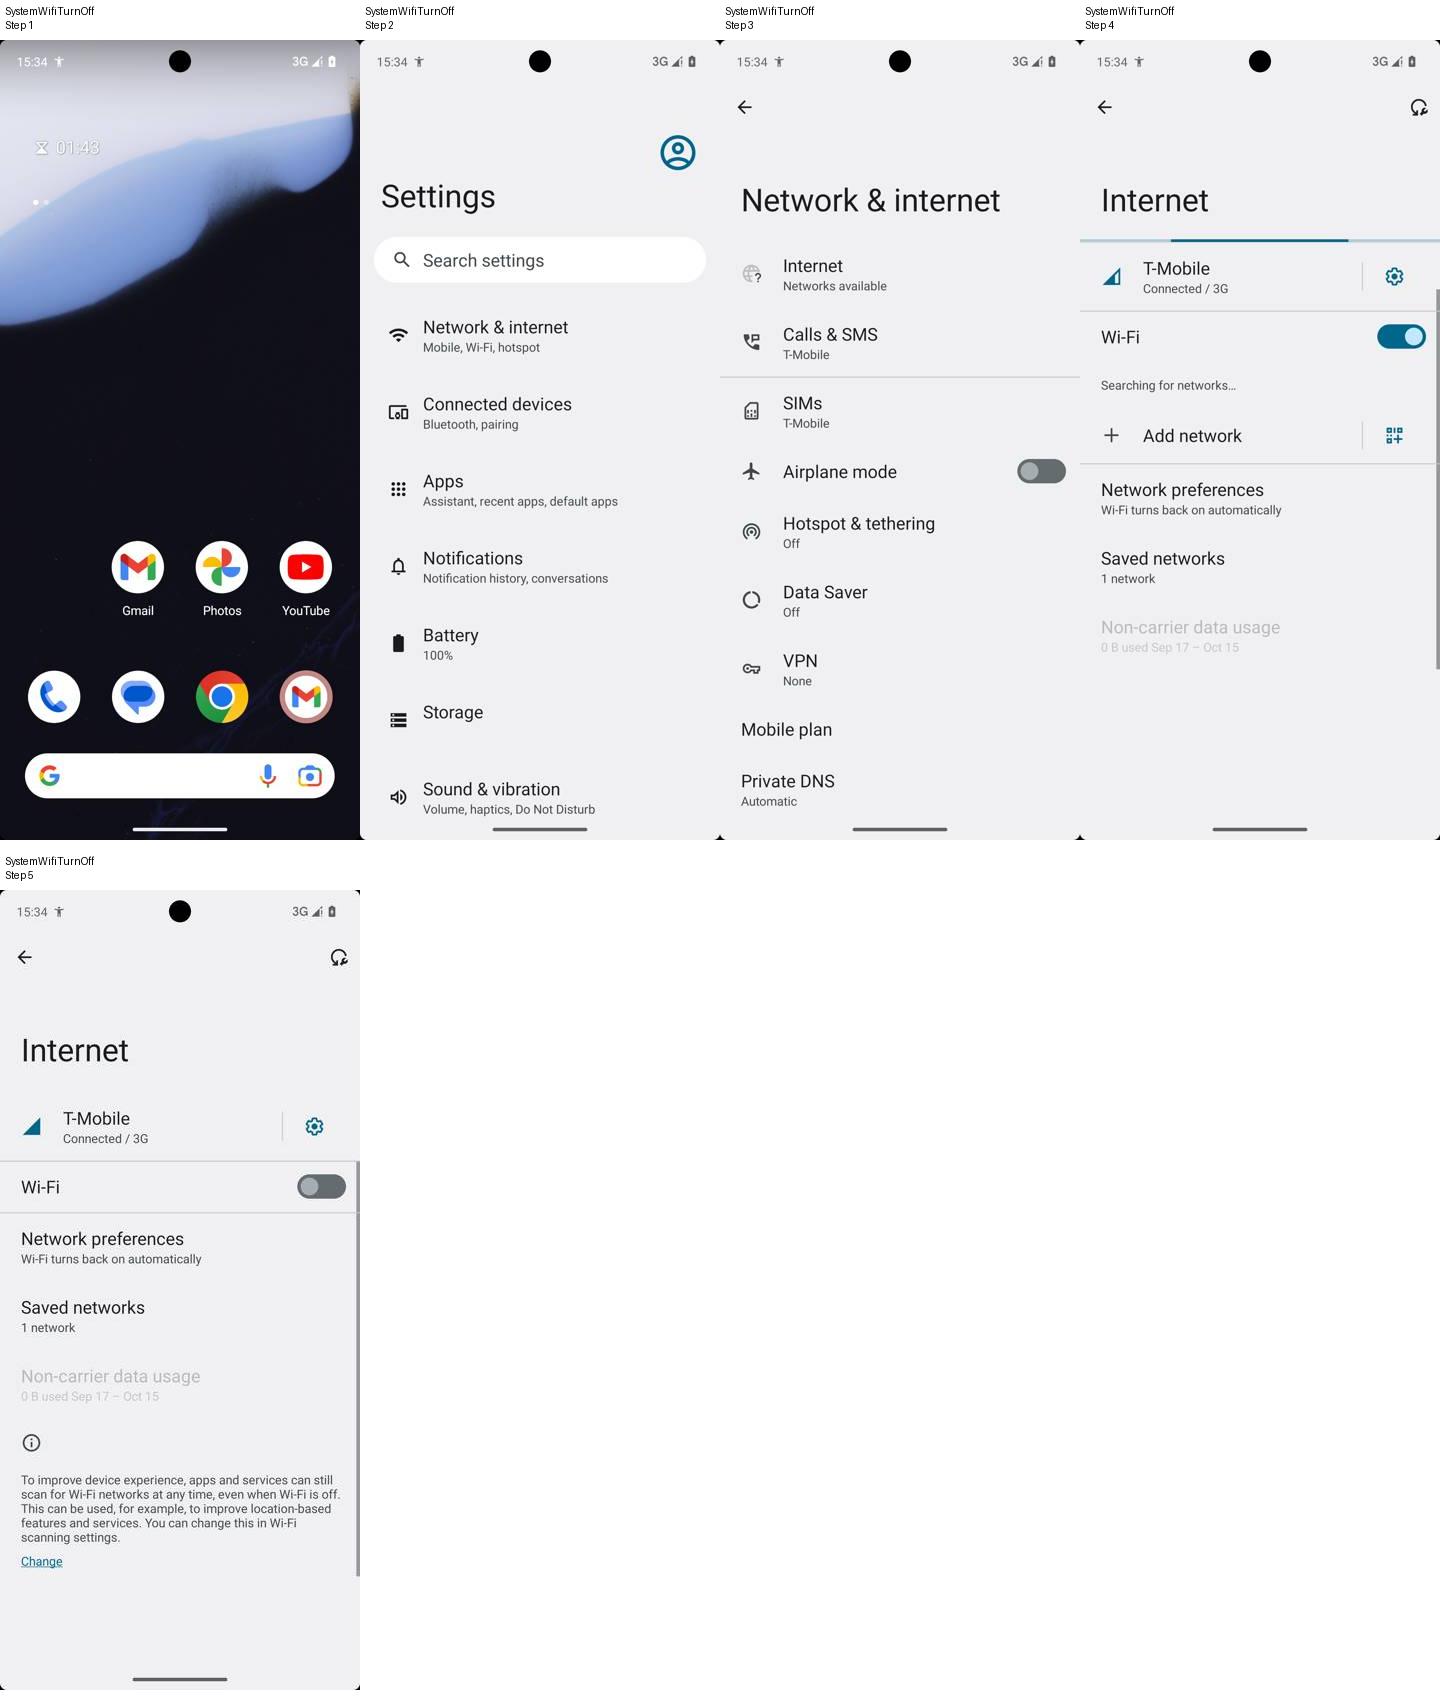 SystemWifiTurnOff
Step 1
15:34
3G
01:43
Gmail
Photos
YouTube
SystemWifiTurnOff
Step 2
15:34
3G
Settings
Search settings
Network & internet
Mobile, Wi-Fi, hotspot
Connected devices
Bluetooth, pairing
Apps
Assistant, recent apps, default apps
Notifications
Notification history, conversations
Battery
100%
Storage
Sound & vibration
Volume, haptics, Do Not Disturb
SystemWifiTurnOff
Step 3
15:34
3G
Network & internet
Internet
Networks available
Calls & SMS
T-Mobile
SIMs
T-Mobile
Airplane mode
Hotspot & tethering
Off
Data Saver
Off
VPN
None
Mobile plan
Private DNS
Automatic
SystemWifiTurnOff
Step 4
15:34
3G
Internet
T-Mobile
Connected / 3G
Wi-Fi
Searching for networks…
Add network
Network preferences
Wi-Fi turns back on automatically
Saved networks
1 network
Non-carrier data usage
0 B used Sep 17 – Oct 15
SystemWifiTurnOff
Step 5
15:34
3G
Internet
T-Mobile
Connected / 3G
Wi-Fi
Network preferences
Wi-Fi turns back on automatically
Saved networks
1 network
Non-carrier data usage
0 B used Sep 17 – Oct 15
To improve device experience, apps and services can still
scan for Wi-Fi networks at any time, even when Wi-Fi is off.
This can be used, for example, to improve location-based
features and services. You can change this in Wi-Fi
scanning settings.
Change